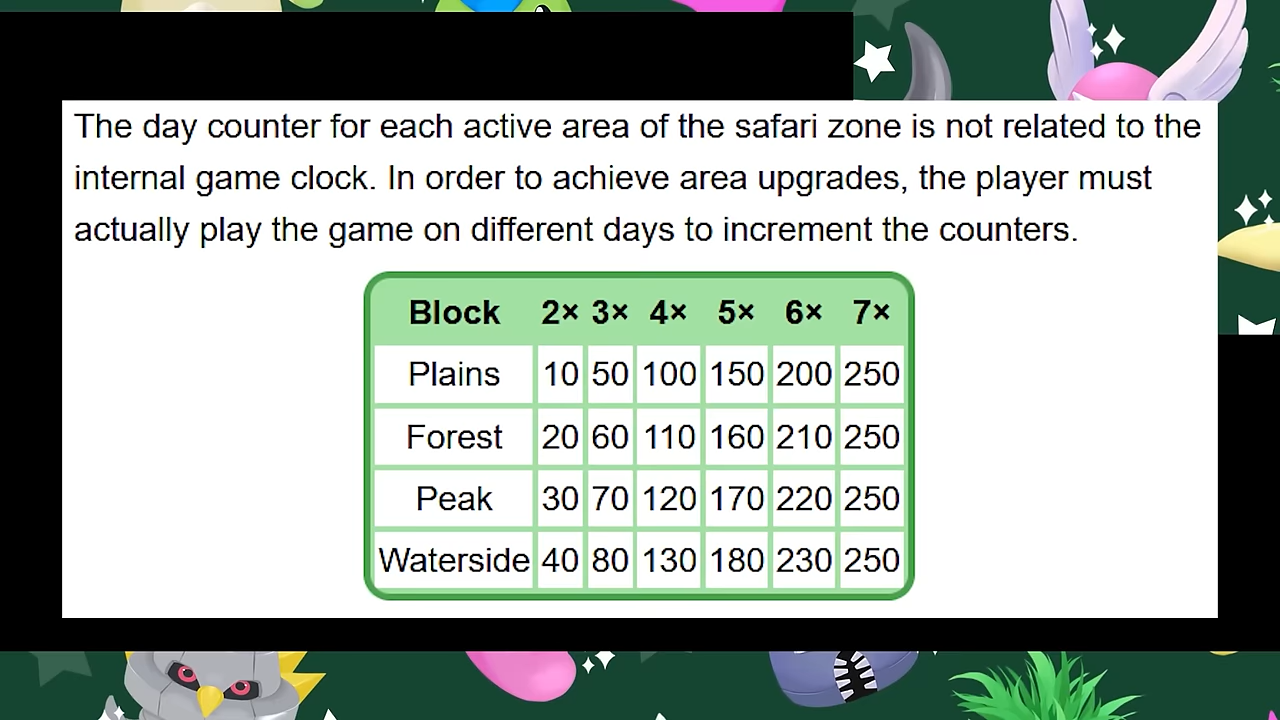 The day counter for each active area of the safari zone is not related to the
internal game clock. In order to achieve area upgrades, the player must
actually play the game on different days to increment the counters.
Block 2× 3× 4× 5× 6× 7×
Plains 10 50 100 150 200 250
Forest 20 60 110 160 210 250
Peak 30 70 120 170 220 250
Waterside 40 80 130 180 230 250